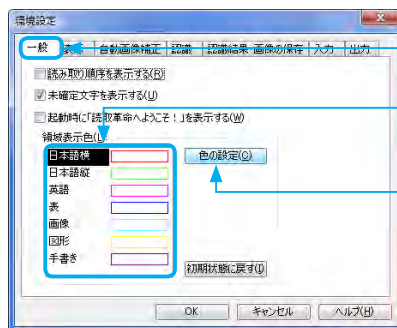 環境設定
一般 表示 自動画像補正 認識 認識結果・画像の保存 入力 出力
読み取り順序を表示する(R)
未確定文字を表示する(U)
起動時に「読取革命へようこそ!」を表示する(W)
領域表示色(L)
日本語横
色の設定(C)
日本語縦
英語
表
画像
図形
手書き
初期状態に戻す(I)
OK キャンセル ヘルプ(H)